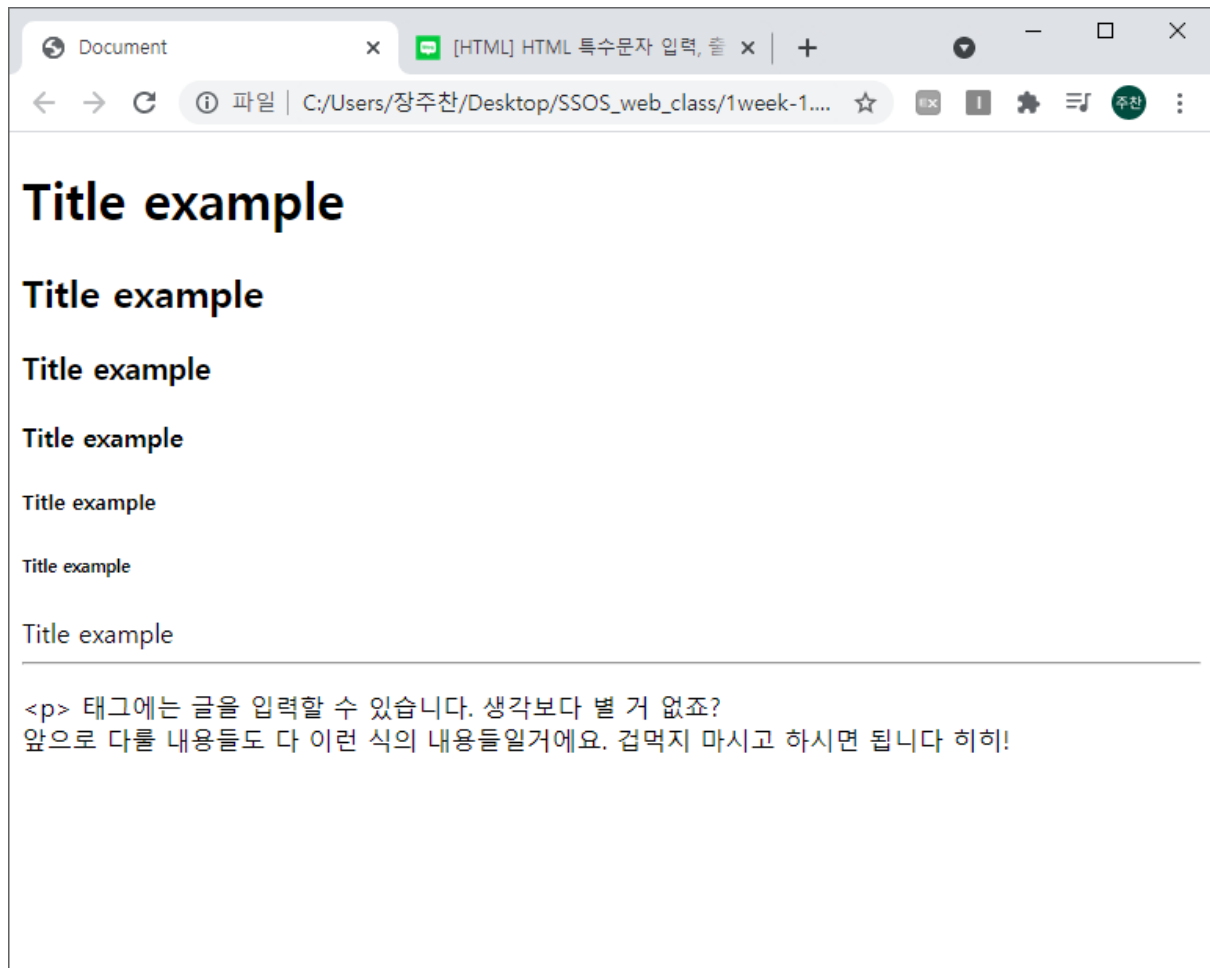 Document
[HTML] HTML 특수문자 입력, 출
파일 | C:/Users/장주찬/Desktop/SSOS_web_class/1week-1....
EX
I
주찬
Title example
Title example
Title example
Title example
Title example
Title example
Title example
<p> 태그에는 글을 입력할 수 있습니다. 생각보다 별 거 없죠?
앞으로 다룰 내용들도 다 이런 식의 내용들일거에요. 겁먹지 마시고 하시면 됩니다 히히!